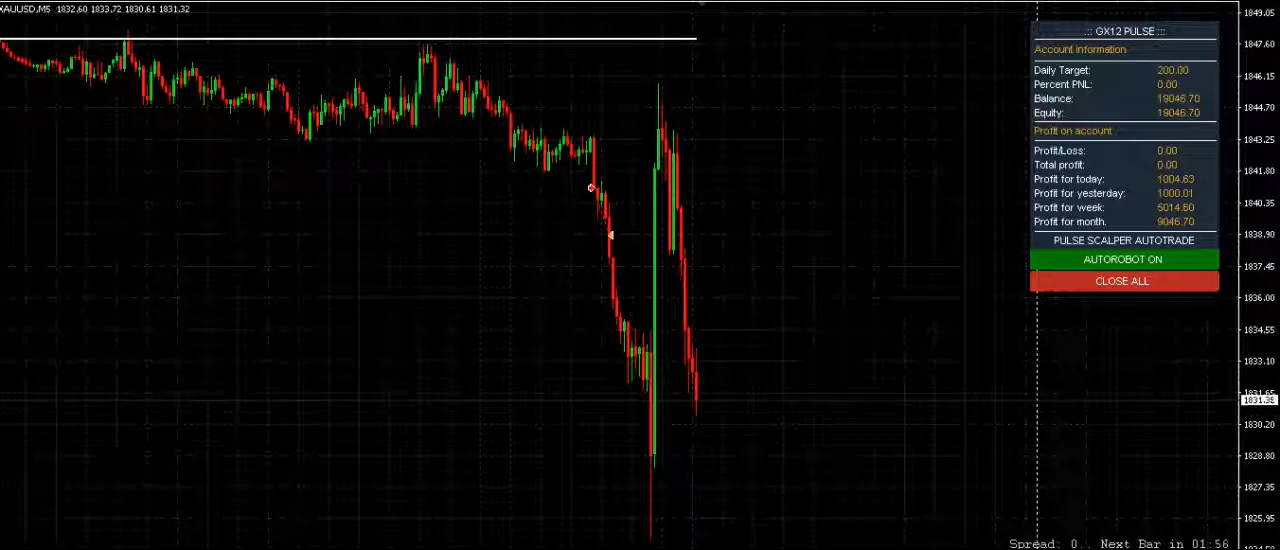 XAUUSD,M5 1832.60 1833.72 1830.61 1831.32
1849.05
.:: GX12 PULSE :::
1847.60
Account information
Daily Target: 200.00
1846.15
Percent PNL: 0.00
Balance: 19046.70
1844.70
Equity: 19046.70
Profit on account
1843.25
Profit/Loss: 0.00
Total profit: 0.00
1841.80
Profit for today: 1004.63
Profit for yesterday: 1000.01
1840.35
Profit for week: 5014.60
Profit for month. 9046.70
1838.90
PULSE SCALPER AUTOTRADE
AUTOROBOT ON
1837.45
CLOSE ALL
1836.00
1834.55
1833.10
1831.65
1831.35
1830.20
1828.80
1827.35
1825.95
Spread: 0.. Next Bar in 01:56